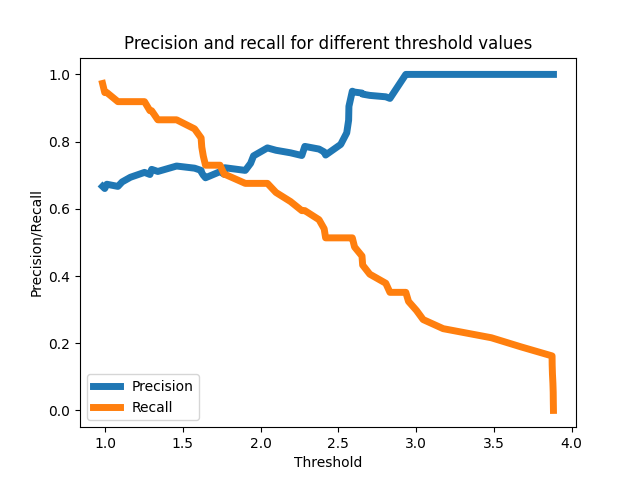 Precision and recall for different threshold values
Precision/Recall
1.0
0.8
0.6
0.4
0.2
0.0
Precision
Recall
1.0 1.5 2.0 2.5 3.0 3.5 4.0
Threshold